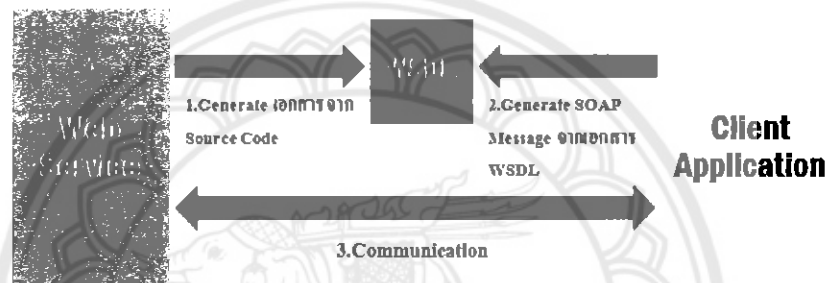 WSDL
1.Generate เอกสารจาก
Source Code
2.Generate SOAP
Message จากเอกสาร
WSDL
Web
Services
Client
Application
3.Communication